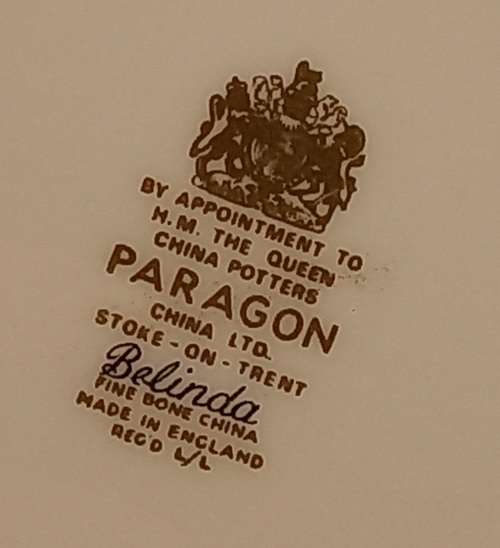 BY APPOINTMENT TO
H.M. THE QUEEN
CHINA POTTERS
PARAGON
CHINA LTD.
STOKE-ON-TRENT
Belinda
FINE BONE CHINA
MADE IN ENGLAND
REG'D L/L